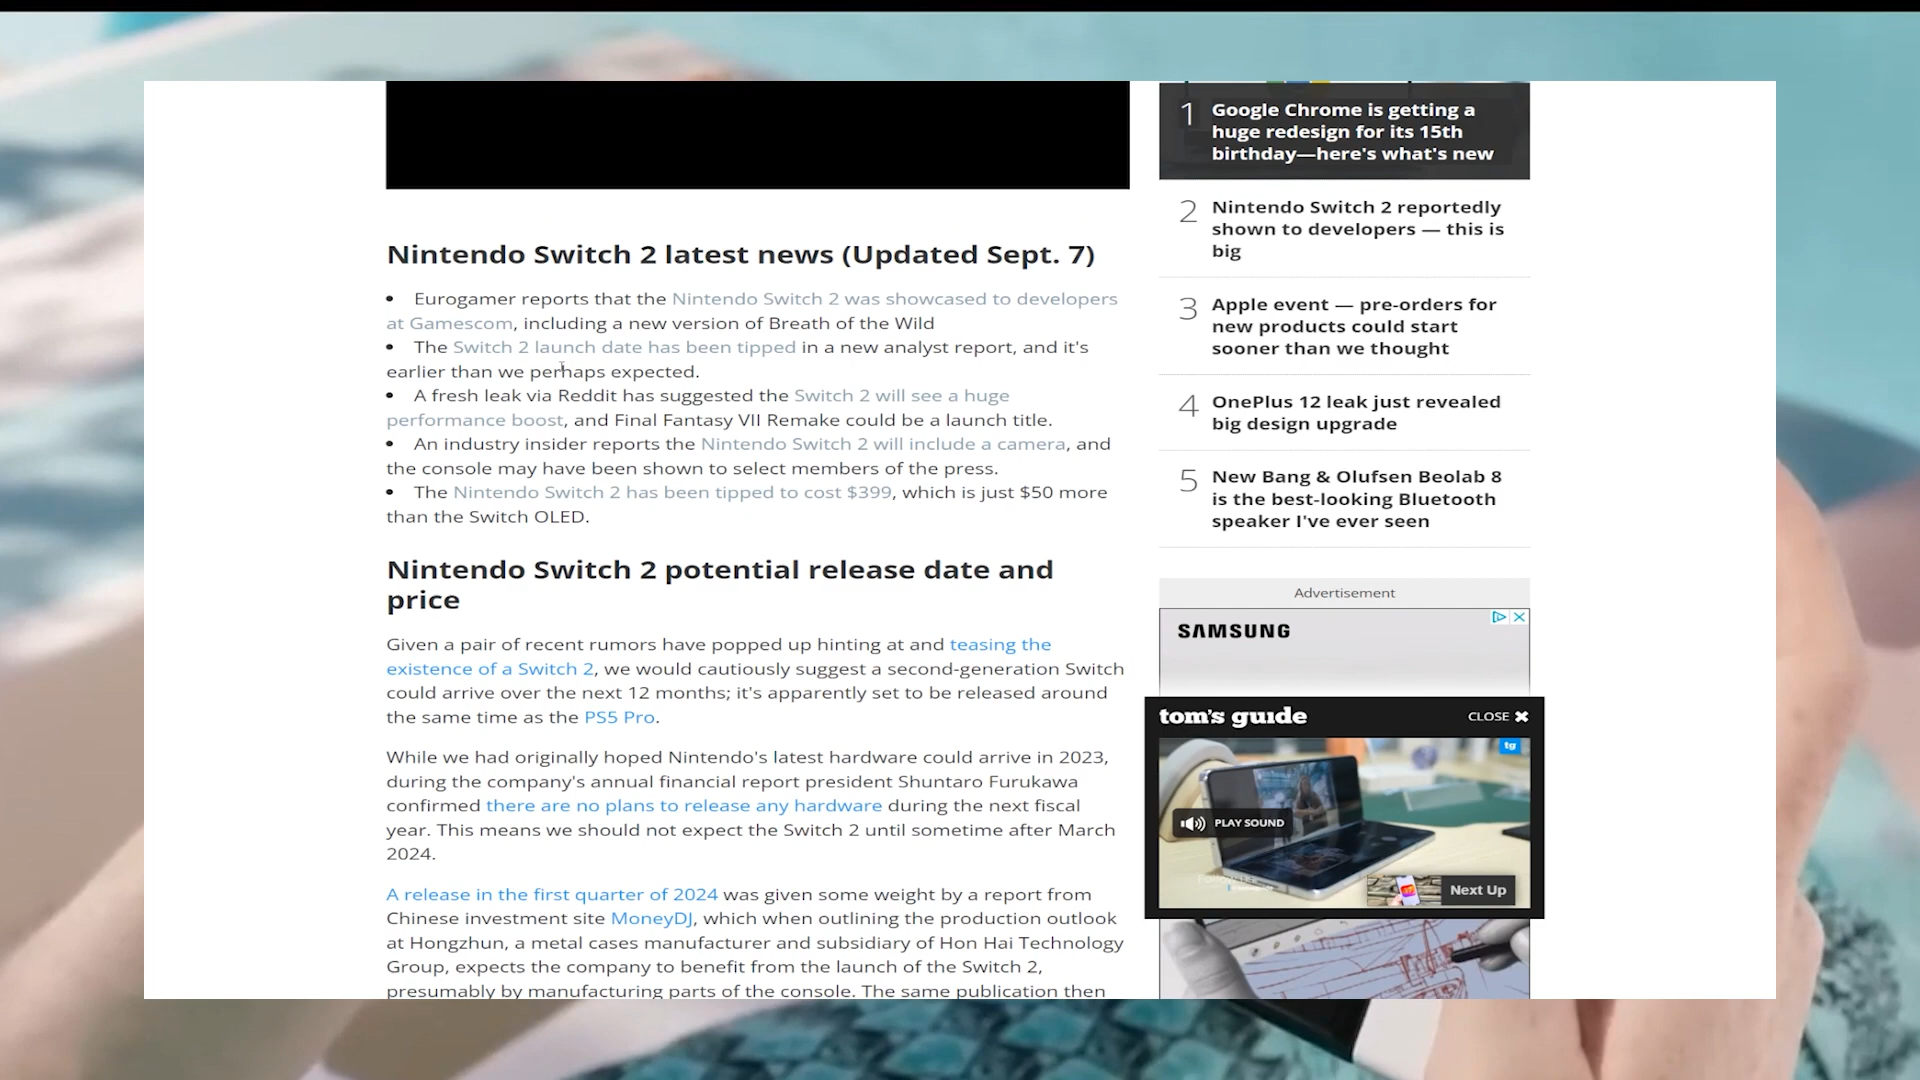 Nintendo Switch 2 latest news (Updated Sept. 7)
• Eurogamer reports that the Nintendo Switch 2 was showcased to developers
at Gamescom, including a new version of Breath of the Wild
• The Switch 2 launch date has been tipped in a new analyst report, and it's
earlier than we perhaps expected.
• A fresh leak via Reddit has suggested the Switch 2 will see a huge
performance boost, and Final Fantasy VII Remake could be a launch title.
• An industry insider reports the Nintendo Switch 2 will include a camera, and
the console may have been shown to select members of the press.
• The Nintendo Switch 2 has been tipped to cost $399, which is just $50 more
than the Switch OLED.
Nintendo Switch 2 potential release date and
price
Given a pair of recent rumors have popped up hinting at and teasing the
existence of a Switch 2, we would cautiously suggest a second-generation Switch
could arrive over the next 12 months; it's apparently set to be released around
the same time as the PS5 Pro.
While we had originally hoped Nintendo's latest hardware could arrive in 2023,
during the company's annual financial report president Shuntaro Furukawa
confirmed there are no plans to release any hardware during the next fiscal
year. This means we should not expect the Switch 2 until sometime after March
2024.
A release in the first quarter of 2024 was given some weight by a report from
Chinese investment site MoneyDJ, which when outlining the production outlook
at Hongzhun, a metal cases manufacturer and subsidiary of Hon Hai Technology
Group, expects the company to benefit from the launch of the Switch 2,
presumably by manufacturing parts of the console. The same publication then
1 Google Chrome is getting a
huge redesign for its 15th
birthday—here's what's new
2 Nintendo Switch 2 reportedly
shown to developers — this is
big
3 Apple event — pre-orders for
new products could start
sooner than we thought
4 OnePlus 12 leak just revealed
big design upgrade
5 New Bang & Olufsen Beolab 8
is the best-looking Bluetooth
speaker I've ever seen
Advertisement
SAMSUNG
tom's guide
CLOSE ✖
tg
PLAY SOUND
Next Up